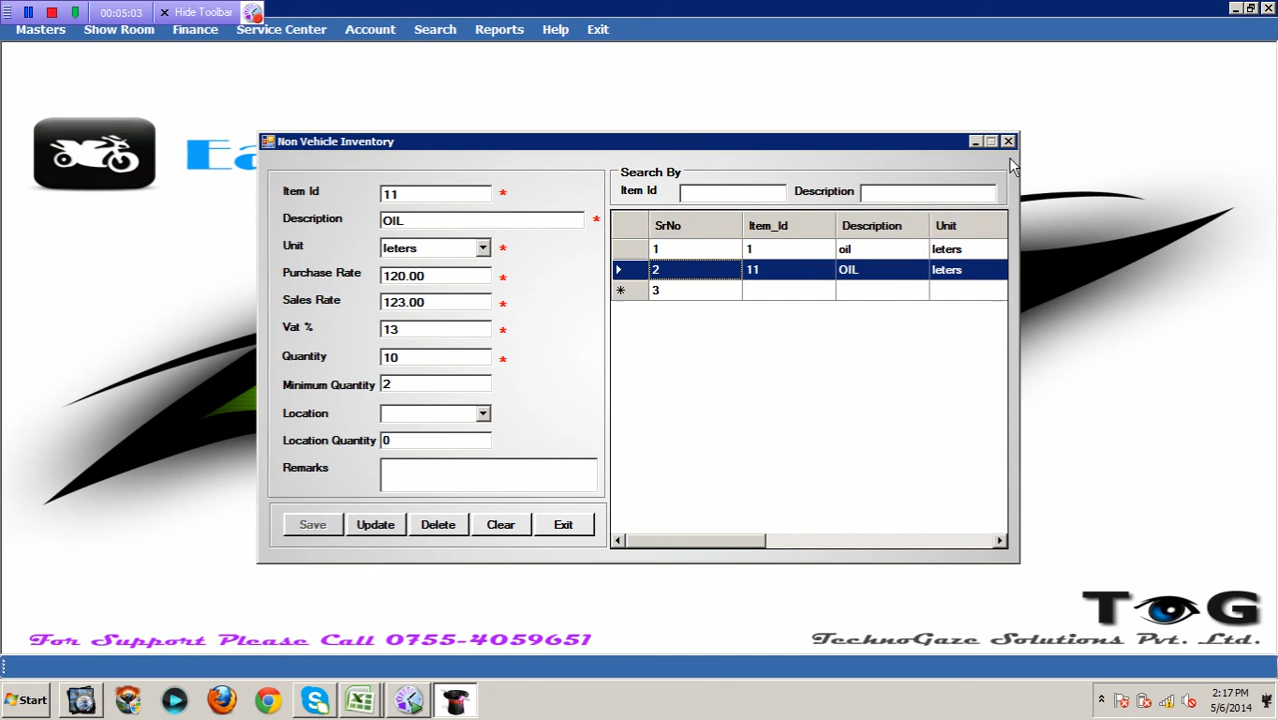 00:05:03 Hide Toolbar
Masters Show Room Finance Service Center Account Search Reports Help Exit
Ea
Non Vehicle Inventory
Item Id 11 *
Description OIL *
Unit leters *
Purchase Rate 120.00 *
Sales Rate 123.00 *
Vat % 13 *
Quantity 10 *
Minimum Quantity 2
Location
Location Quantity 0
Remarks
Save Update Delete Clear Exit
Search By
Item Id Description
SrNo Item_Id Description Unit
1 1 oil leters
2 11 OIL leters
3
TG
For Support Please Call 0755-4059651
TechnoGaze Solutions Pvt. Ltd.
Start
2:17 PM
5/6/2014